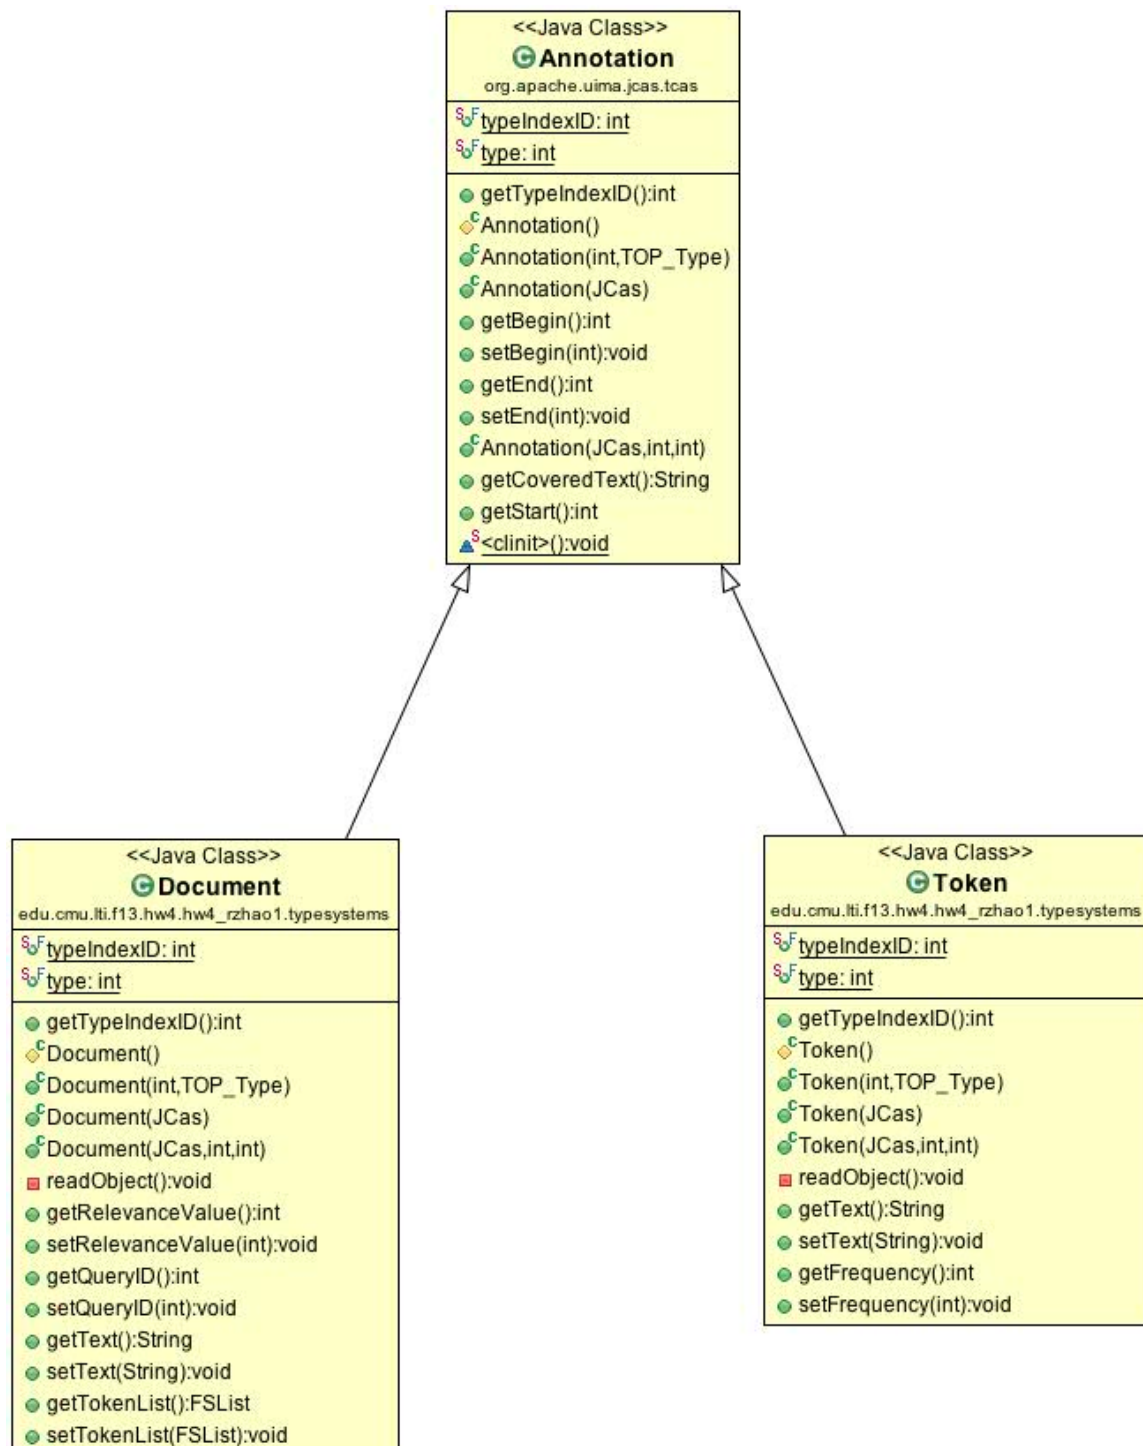 <<Java Class>>
Annotation
org.apache.uima.jcas.tcas
typeIndexID: int
type: int
getTypeIndexID():int
Annotation()
Annotation(int,TOP_Type)
Annotation(JCas)
getBegin():int
setBegin(int):void
getEnd():int
setEnd(int):void
Annotation(JCas,int,int)
getCoveredText():String
getStart():int
<clinit>():void
<<Java Class>>
Document
edu.cmu.lti.f13.hw4.hw4_rzhao1.typesystems
typeIndexID: int
type: int
getTypeIndexID():int
Document()
Document(int,TOP_Type)
Document(JCas)
Document(JCas,int,int)
readObject():void
getRelevanceValue():int
setRelevanceValue(int):void
getQueryID():int
setQueryID(int):void
getText():String
setText(String):void
getTokenList():FSList
setTokenList(FSList):void
<<Java Class>>
Token
edu.cmu.lti.f13.hw4.hw4_rzhao1.typesystems
typeIndexID: int
type: int
getTypeIndexID():int
Token()
Token(int,TOP_Type)
Token(JCas)
Token(JCas,int,int)
readObject():void
getText():String
setText(String):void
getFrequency():int
setFrequency(int):void